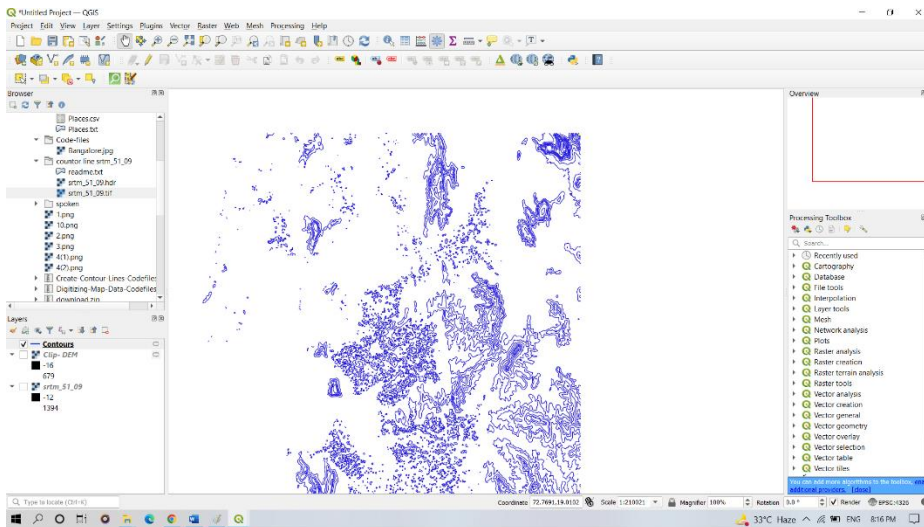 *Untitled Project — QGIS
Project Edit View Layer Settings Plugins Vector Raster Web Mesh Processing Help
Browser
Places.csv
Places.txt
Code-files
Bangalore.jpg
countor line srtm_51_09
readme.txt
srtm_51_09.hdr
srtm_51_09.tif
spoken
1.png
10.png
2.png
3.png
4(1).png
4(2).png
Create-Contour-Lines-Codefiles
Digitizing-Map-Data-Codefiles
download.zip
Layers
Contours
Clip- DEM
-16
679
srtm_51_09
-12
1394
Overview
Processing Toolbox
Search...
Recently used
Cartography
Database
File tools
Interpolation
Layer tools
Mesh
Network analysis
Plots
Raster analysis
Raster creation
Raster terrain analysis
Raster tools
Vector analysis
Vector creation
Vector general
Vector geometry
Vector overlay
Vector selection
Vector table
Vector tiles
You can add more algorithms to the toolbox, ena
additional providers. [close]
Type to locate (Ctrl+K)
Coordinate 72.7691,19.0102
Scale 1:210021
Magnifier 100%
Rotation 0.0 °
Render
EPSG:4326
33°C Haze
ENG
8:16 PM